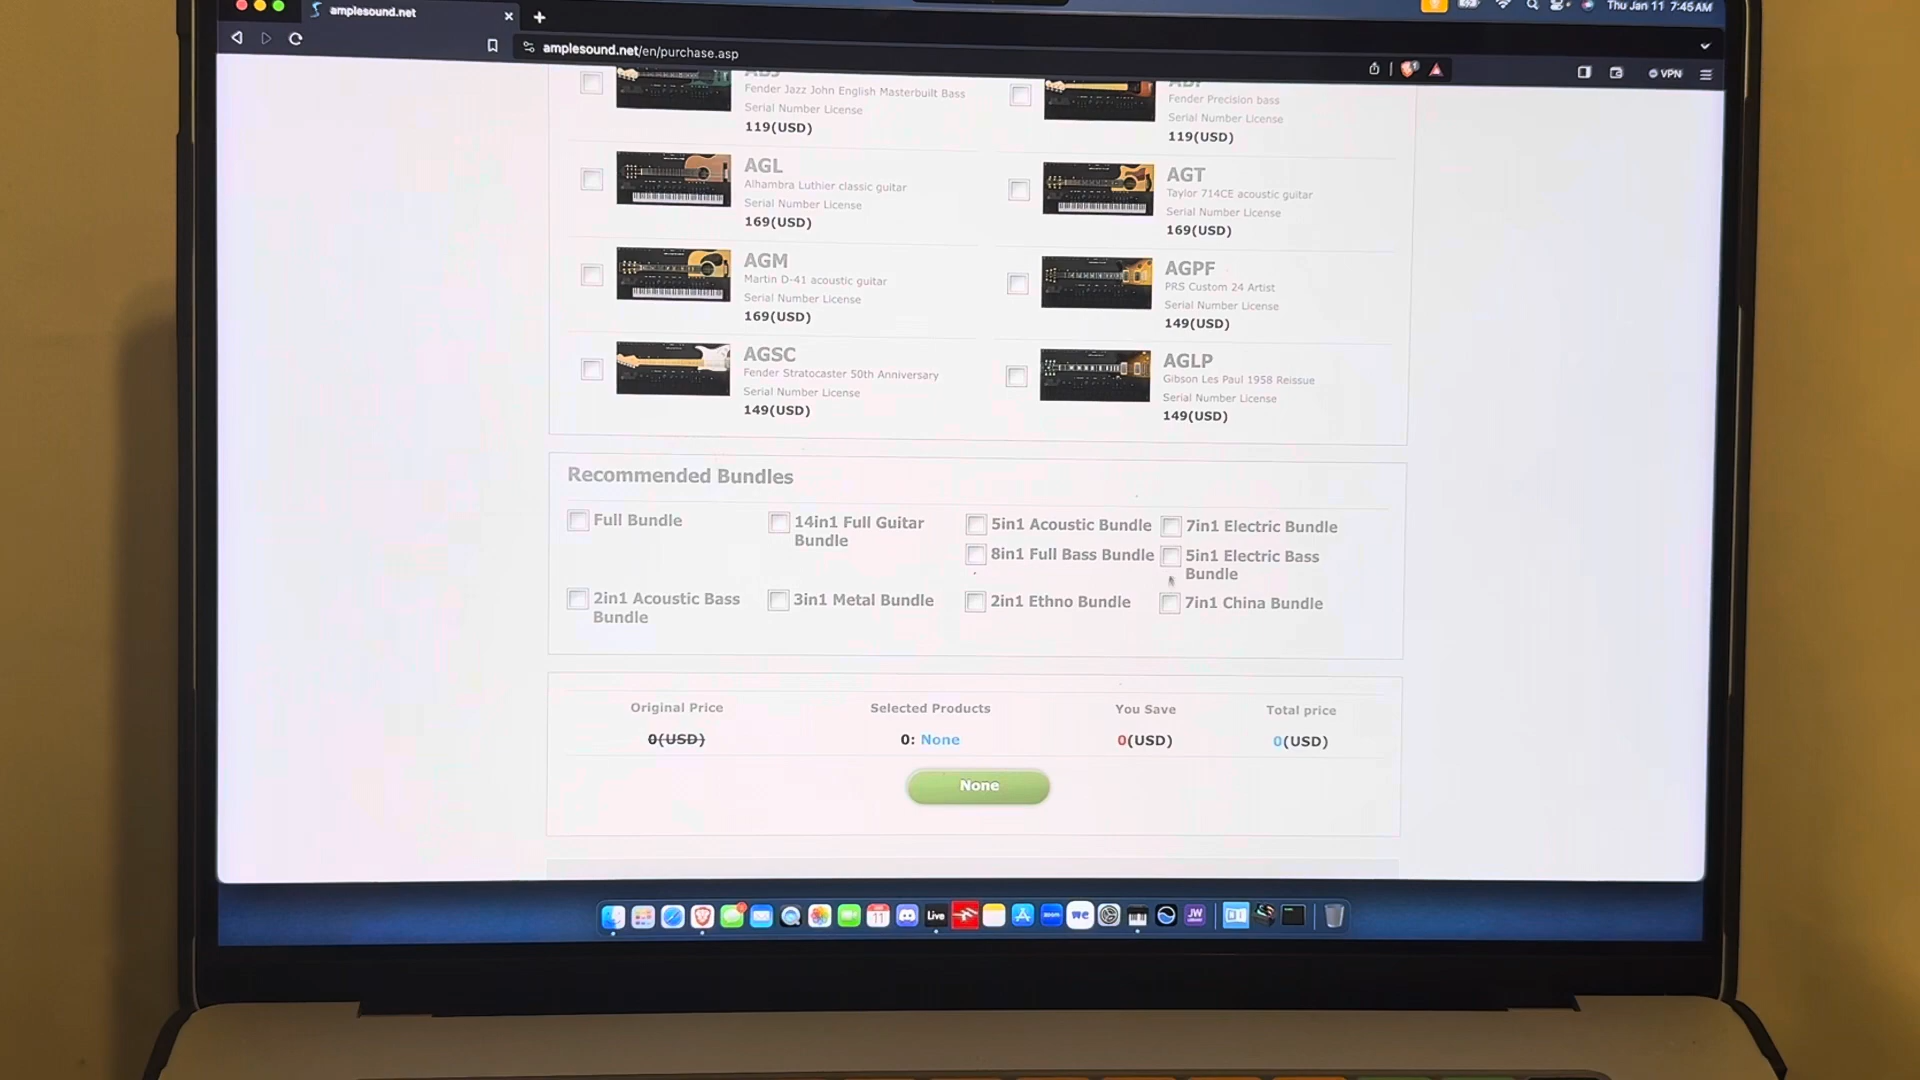 amplesound.net
Thu Jan 11 7:45 AM
amplesound.net/en/purchase.asp
VPN
ABJ
Fender Jazz John English Masterbuilt Bass
Serial Number License
119(USD)
Fender Precision bass
Serial Number License
119(USD)
AGL
Alhambra Luthier classic guitar
Serial Number License
169(USD)
AGT
Taylor 714CE acoustic guitar
Serial Number License
169(USD)
AGM
Martin D-41 acoustic guitar
Serial Number License
169(USD)
AGPF
PRS Custom 24 Artist
Serial Number License
149(USD)
AGSC
Fender Stratocaster 50th Anniversary
Serial Number License
149(USD)
AGLP
Gibson Les Paul 1958 Reissue
Serial Number License
149(USD)
Recommended Bundles
Full Bundle
14in1 Full Guitar
Bundle
5in1 Acoustic Bundle
7in1 Electric Bundle
8in1 Full Bass Bundle
5in1 Electric Bass
Bundle
2in1 Acoustic Bass
Bundle
3in1 Metal Bundle
2in1 Ethno Bundle
7in1 China Bundle
Original Price
Selected Products
You Save
Total price
0(USD)
0: None
0(USD)
0(USD)
None
11
Live
zoom
we
JW